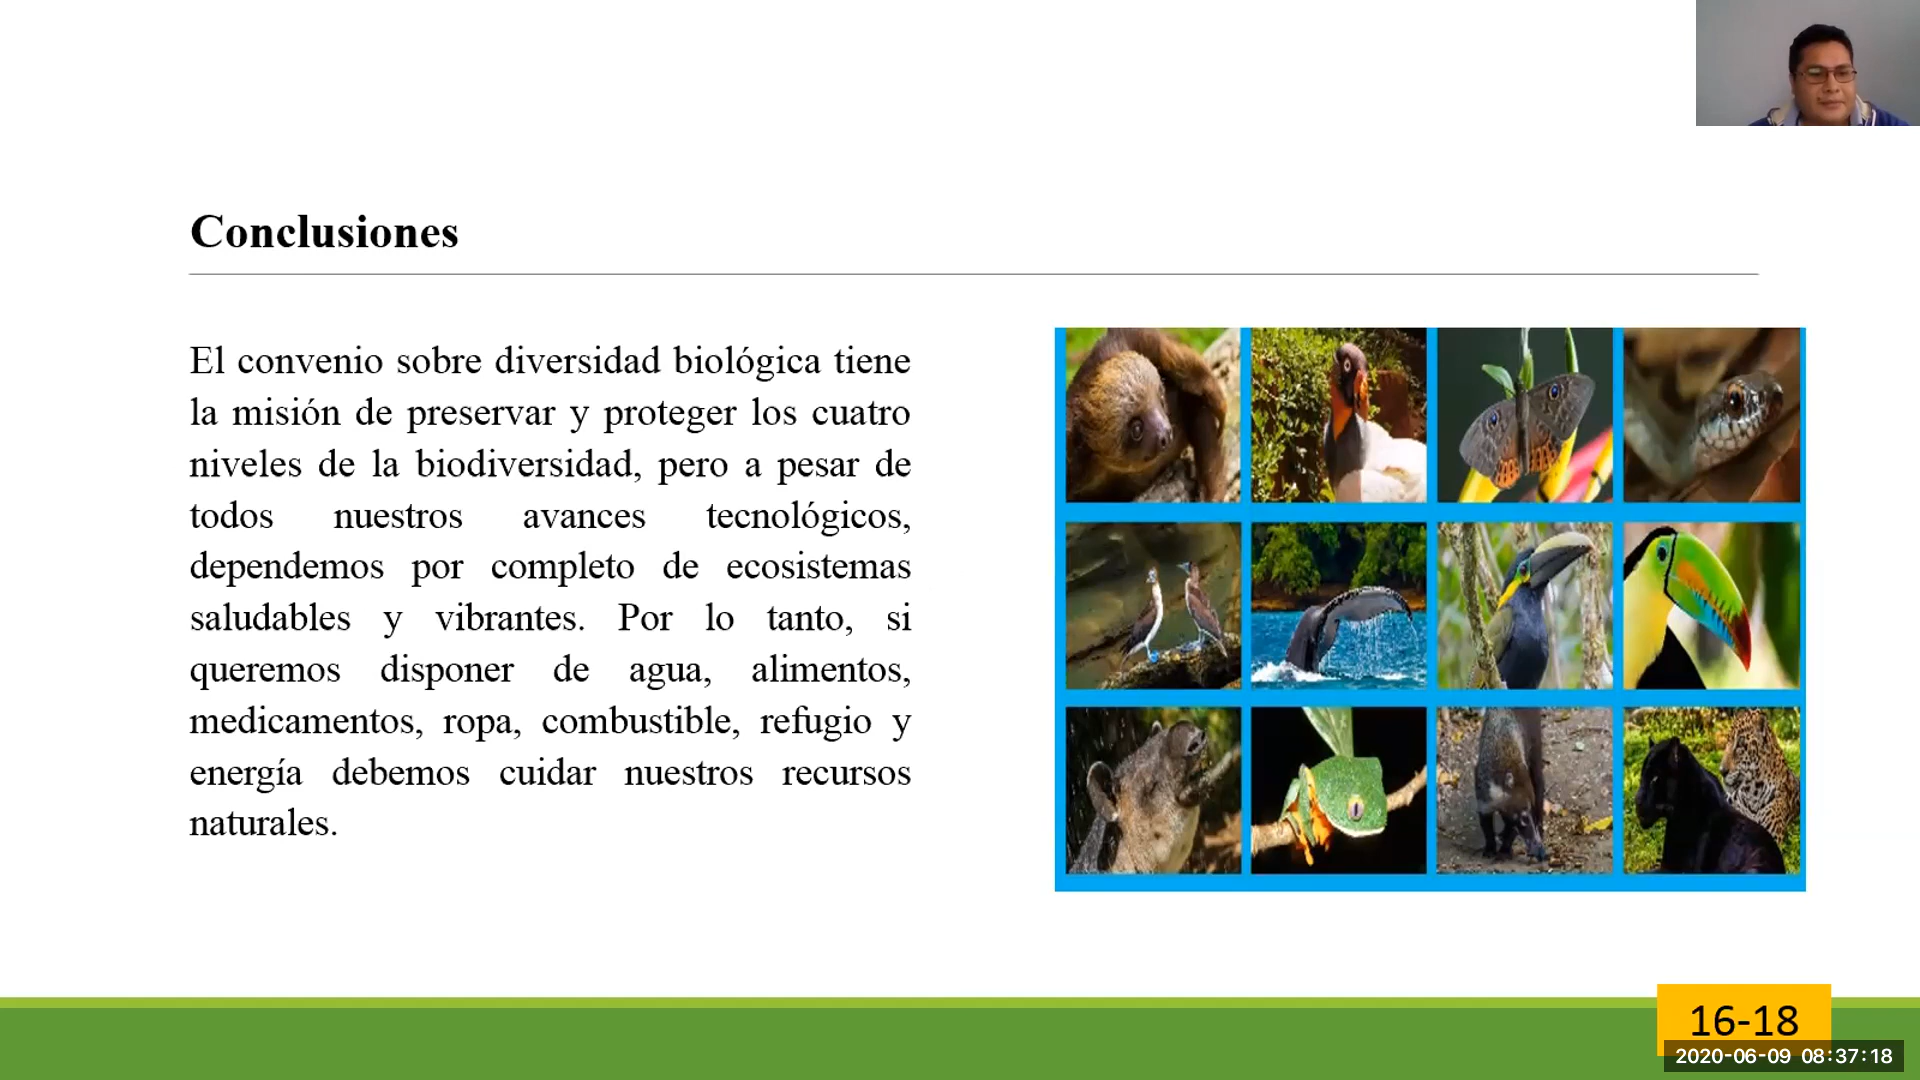 Conclusiones
El convenio sobre diversidad biológica tiene
la misión de preservar y proteger los cuatro
niveles de la biodiversidad, pero a pesar de
todos nuestros avances tecnológicos,
dependemos por completo de ecosistemas
saludables y vibrantes. Por lo tanto, si
queremos disponer de agua, alimentos,
medicamentos, ropa, combustible, refugio y
energía debemos cuidar nuestros recursos
naturales.
16-18
2020-06-09 08:37:18